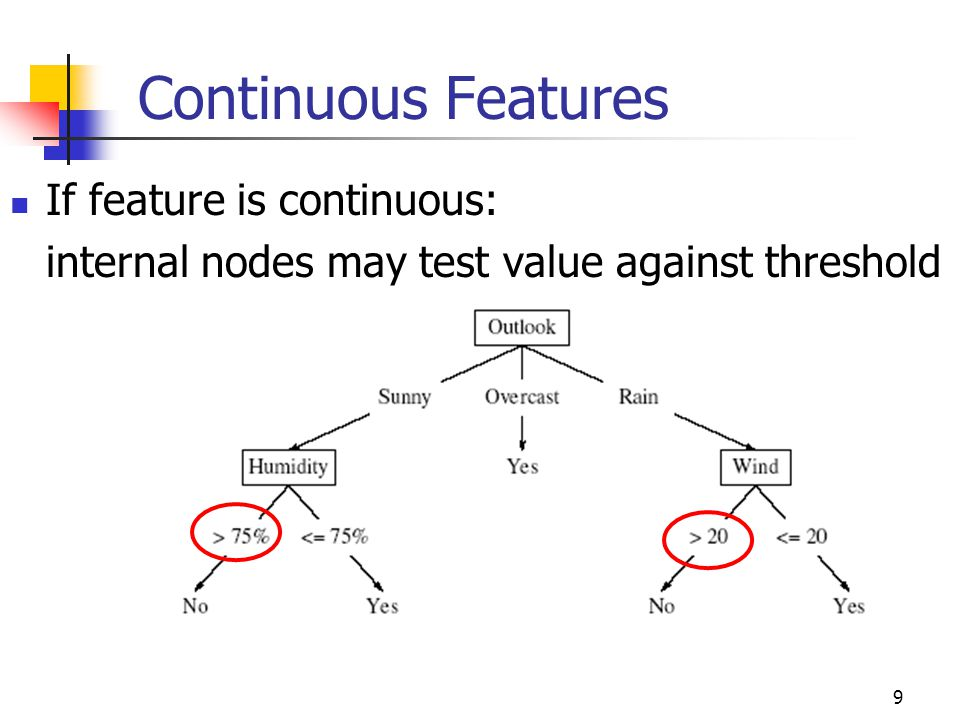 Continuous Features
If feature is continuous:
internal nodes may test value against threshold
Outlook
Sunny Overcast Rain
Humidity Yes Wind
> 75% <= 75% > 20 <= 20
No Yes No Yes
9